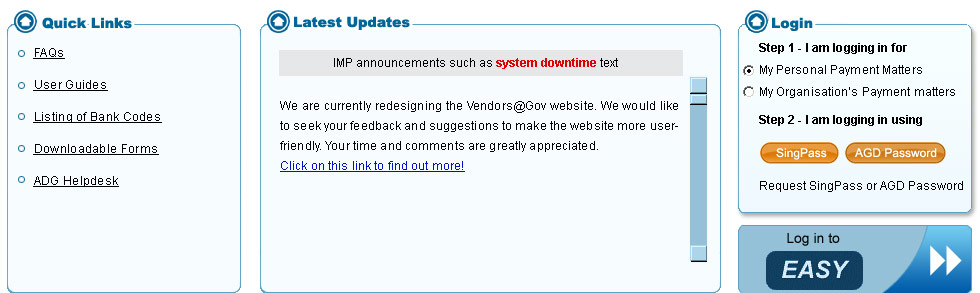 Quick Links
FAQs
User Guides
Listing of Bank Codes
Downloadable Forms
ADG Helpdesk
Latest Updates
IMP announcements such as system downtime text
We are currently redesigning the Vendors@Gov website. We would like
to seek your feedback and suggestions to make the website more user-
friendly. Your time and comments are greatly appreciated.
Click on this link to find out more!
Login
Step 1 - I am logging in for
My Personal Payment Matters
My Organisation's Payment matters
Step 2 - I am logging in using
SingPass AGD Password
Request SingPass or AGD Password
Log in to
EASY